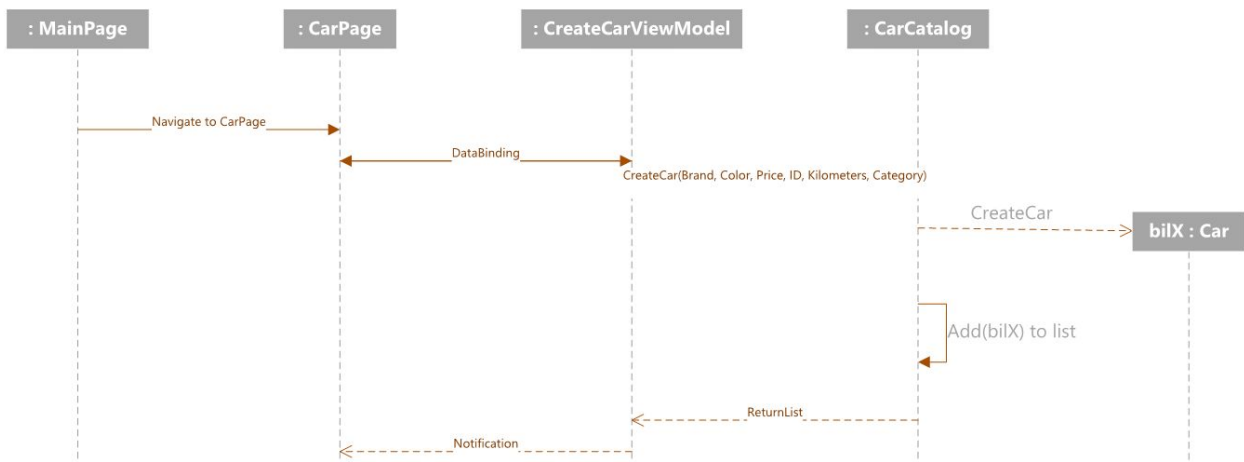 : MainPage
: CarPage
: CreateCarViewModel
: CarCatalog
Navigate to CarPage
DataBinding
CreateCar(Brand, Color, Price, ID, Kilometers, Category)
CreateCar
bilX : Car
Add(bilX) to list
ReturnList
Notification